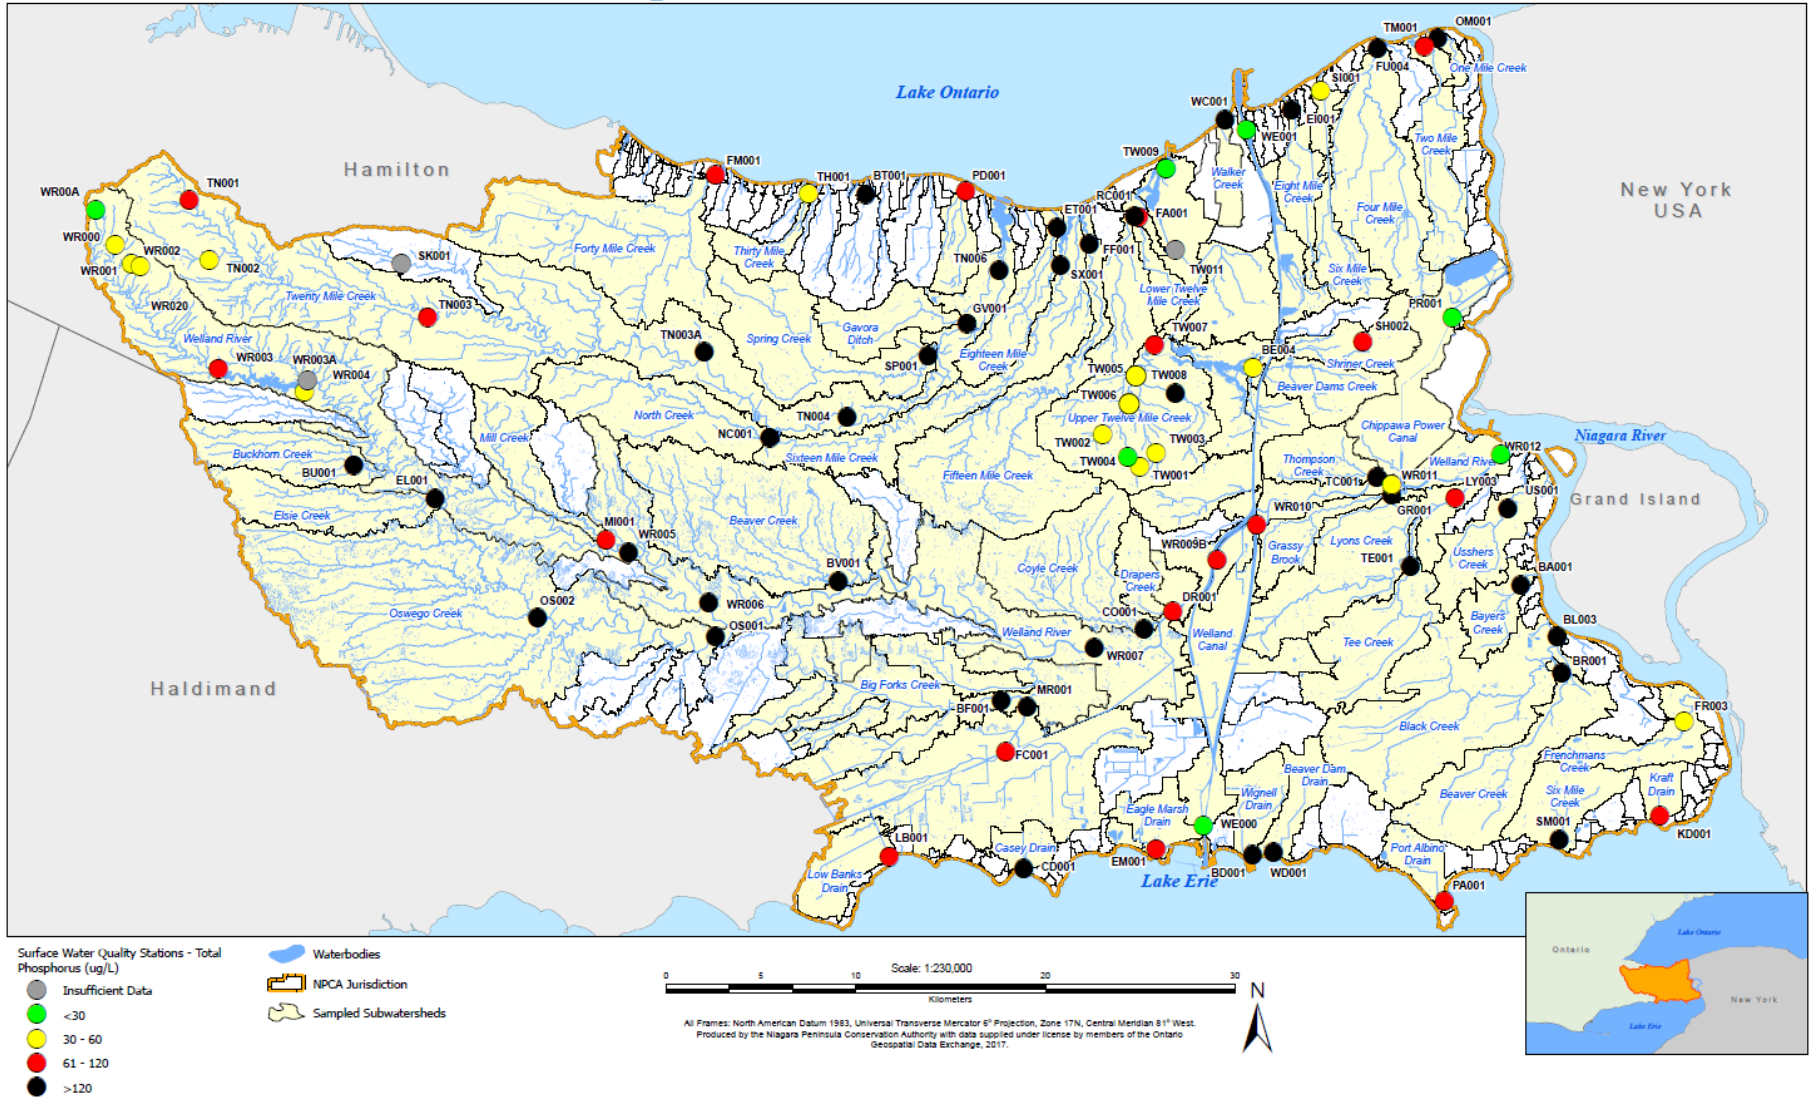 TM001
OM001
FU004
One Mile Creek
SI001
Lake Ontario
WC001
EI001
WE001
Two Mile
Creek
TW009
Hamilton
FM001
TH001
BT001
PD001
Walker
Creek
Eight Mile
Creek
New York
USA
WR00A
TN001
RC001
FA001
ET001
Four Mile
Creek
WR000
WR002
Forty Mile Creek
Thirty Mile
Creek
FF001
SK001
TN006
SX001
TW011
WR001
TN002
Six Mile
Creek
Lower Twelve
Mile Creek
Twenty Mile Creek
WR020
TN003
GV001
PR001
TN003A
Gavora
Ditch
Spring Creek
TW007
SH002
Welland River
WR003
WR003A
WR004
Eighteen Mile
Creek
BE004
SP001
Shriner Creek
TW005
TW008
Beaver Dams Creek
TW006
North Creek
TN004
Upper Twelve Mile Creek
Chippawa Power
Canal
Niagara River
Mill Creek
NC001
TW002
TW003
WR012
Buckhorn Creek
Sixteen Mile Creek
TW004
Thompson
Creek
Welland River
BU001
Fifteen Mile Creek
TW001
EL001
TC001
WR011
LY003
US001
Grand Island
Elsie Creek
GR001
MI001
Beaver Creek
WR010
WR005
WR009B
Lyons Creek
Grassy
Brook
TE001
Usshers
Creek
BV001
Coyle Creek
Drapers
Creek
BA001
OS002
WR006
DR001
Oswego Creek
CO001
Bayers
Creek
BL003
OS001
Welland River
Welland
Canal
Tee Creek
WR007
BR001
Haldimand
Big Forks Creek
MR001
BF001
FR003
Black Creek
FC001
Frenchmans
Creek
Beaver Dam
Drain
Kraft
Drain
Wignell
Drain
Beaver Creek
Six Mile
Creek
Eagle Marsh
Drain
WE000
SM001
KD001
LB001
Casey Drain
CD001
EM001
BD001
WD001
Port Albino
Drain
Low Banks
Drain
Lake Erie
PA001
Surface Water Quality Stations - Total
Phosphorus (ug/L)
Insufficient Data
<30
30 - 60
61 - 120
>120
Waterbodies
NPCA Jurisdiction
Sampled Subwatersheds
Scale: 1:230,000
0 5 10 20 30
Kilometers
All Frames: North American Datum 1983, Universal Transverse Mercator 6º Projection, Zone 17N, Central Meridian 81º West.
Produced by the Niagara Peninsula Conservation Authority with data supplied under license by members of the Ontario
Geospatial Data Exchange, 2017.
N
Ontario
Lake Ontario
New York
Lake Erie